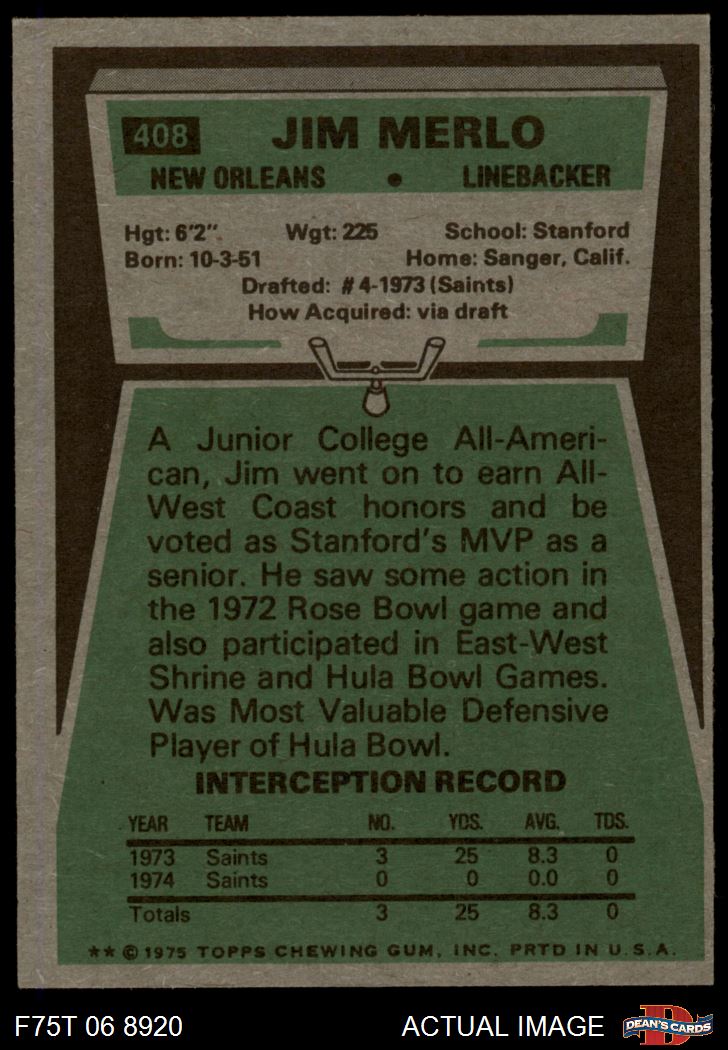 408 JIM MERLO
NEW ORLEANS • LINEBACKER
Hgt: 6'2" Wgt: 225 School: Stanford
Born: 10-3-51 Home: Sanger, Calif.
Drafted: #4-1973 (Saints)
How Acquired: via draft
A Junior College All-Ameri-
can, Jim went on to earn All-
West Coast honors and be
voted as Stanford's MVP as a
senior. He saw some action in
the 1972 Rose Bowl game and
also participated in East-West
Shrine and Hula Bowl Games.
Was Most Valuable Defensive
Player of Hula Bowl.
INTERCEPTION RECORD
YEAR TEAM NO. YDS. AVG. TDS.
1973 Saints 3 25 8.3 0
1974 Saints 0 0 0.0 0
Totals 3 25 8.3 0
** © 1975 TOPPS CHEWING GUM, INC. PRTD IN U.S.A.
F75T 06 8920 ACTUAL IMAGE DEAN'S CARDS